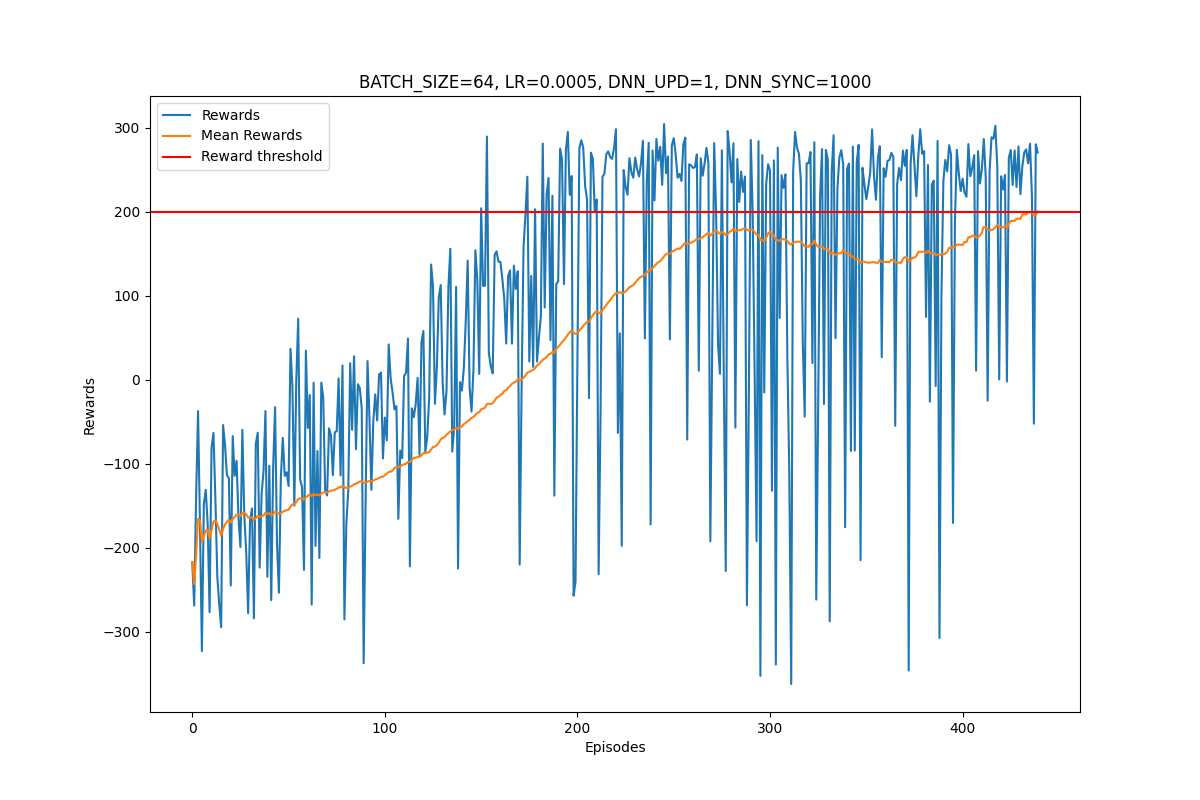 BATCH_SIZE=64, LR=0.0005, DNN_UPD=1, DNN_SYNC=1000
Rewards
Mean Rewards
Reward threshold
300
200
100
0
−100
−200
−300
Rewards
0
100
200
300
400
Episodes